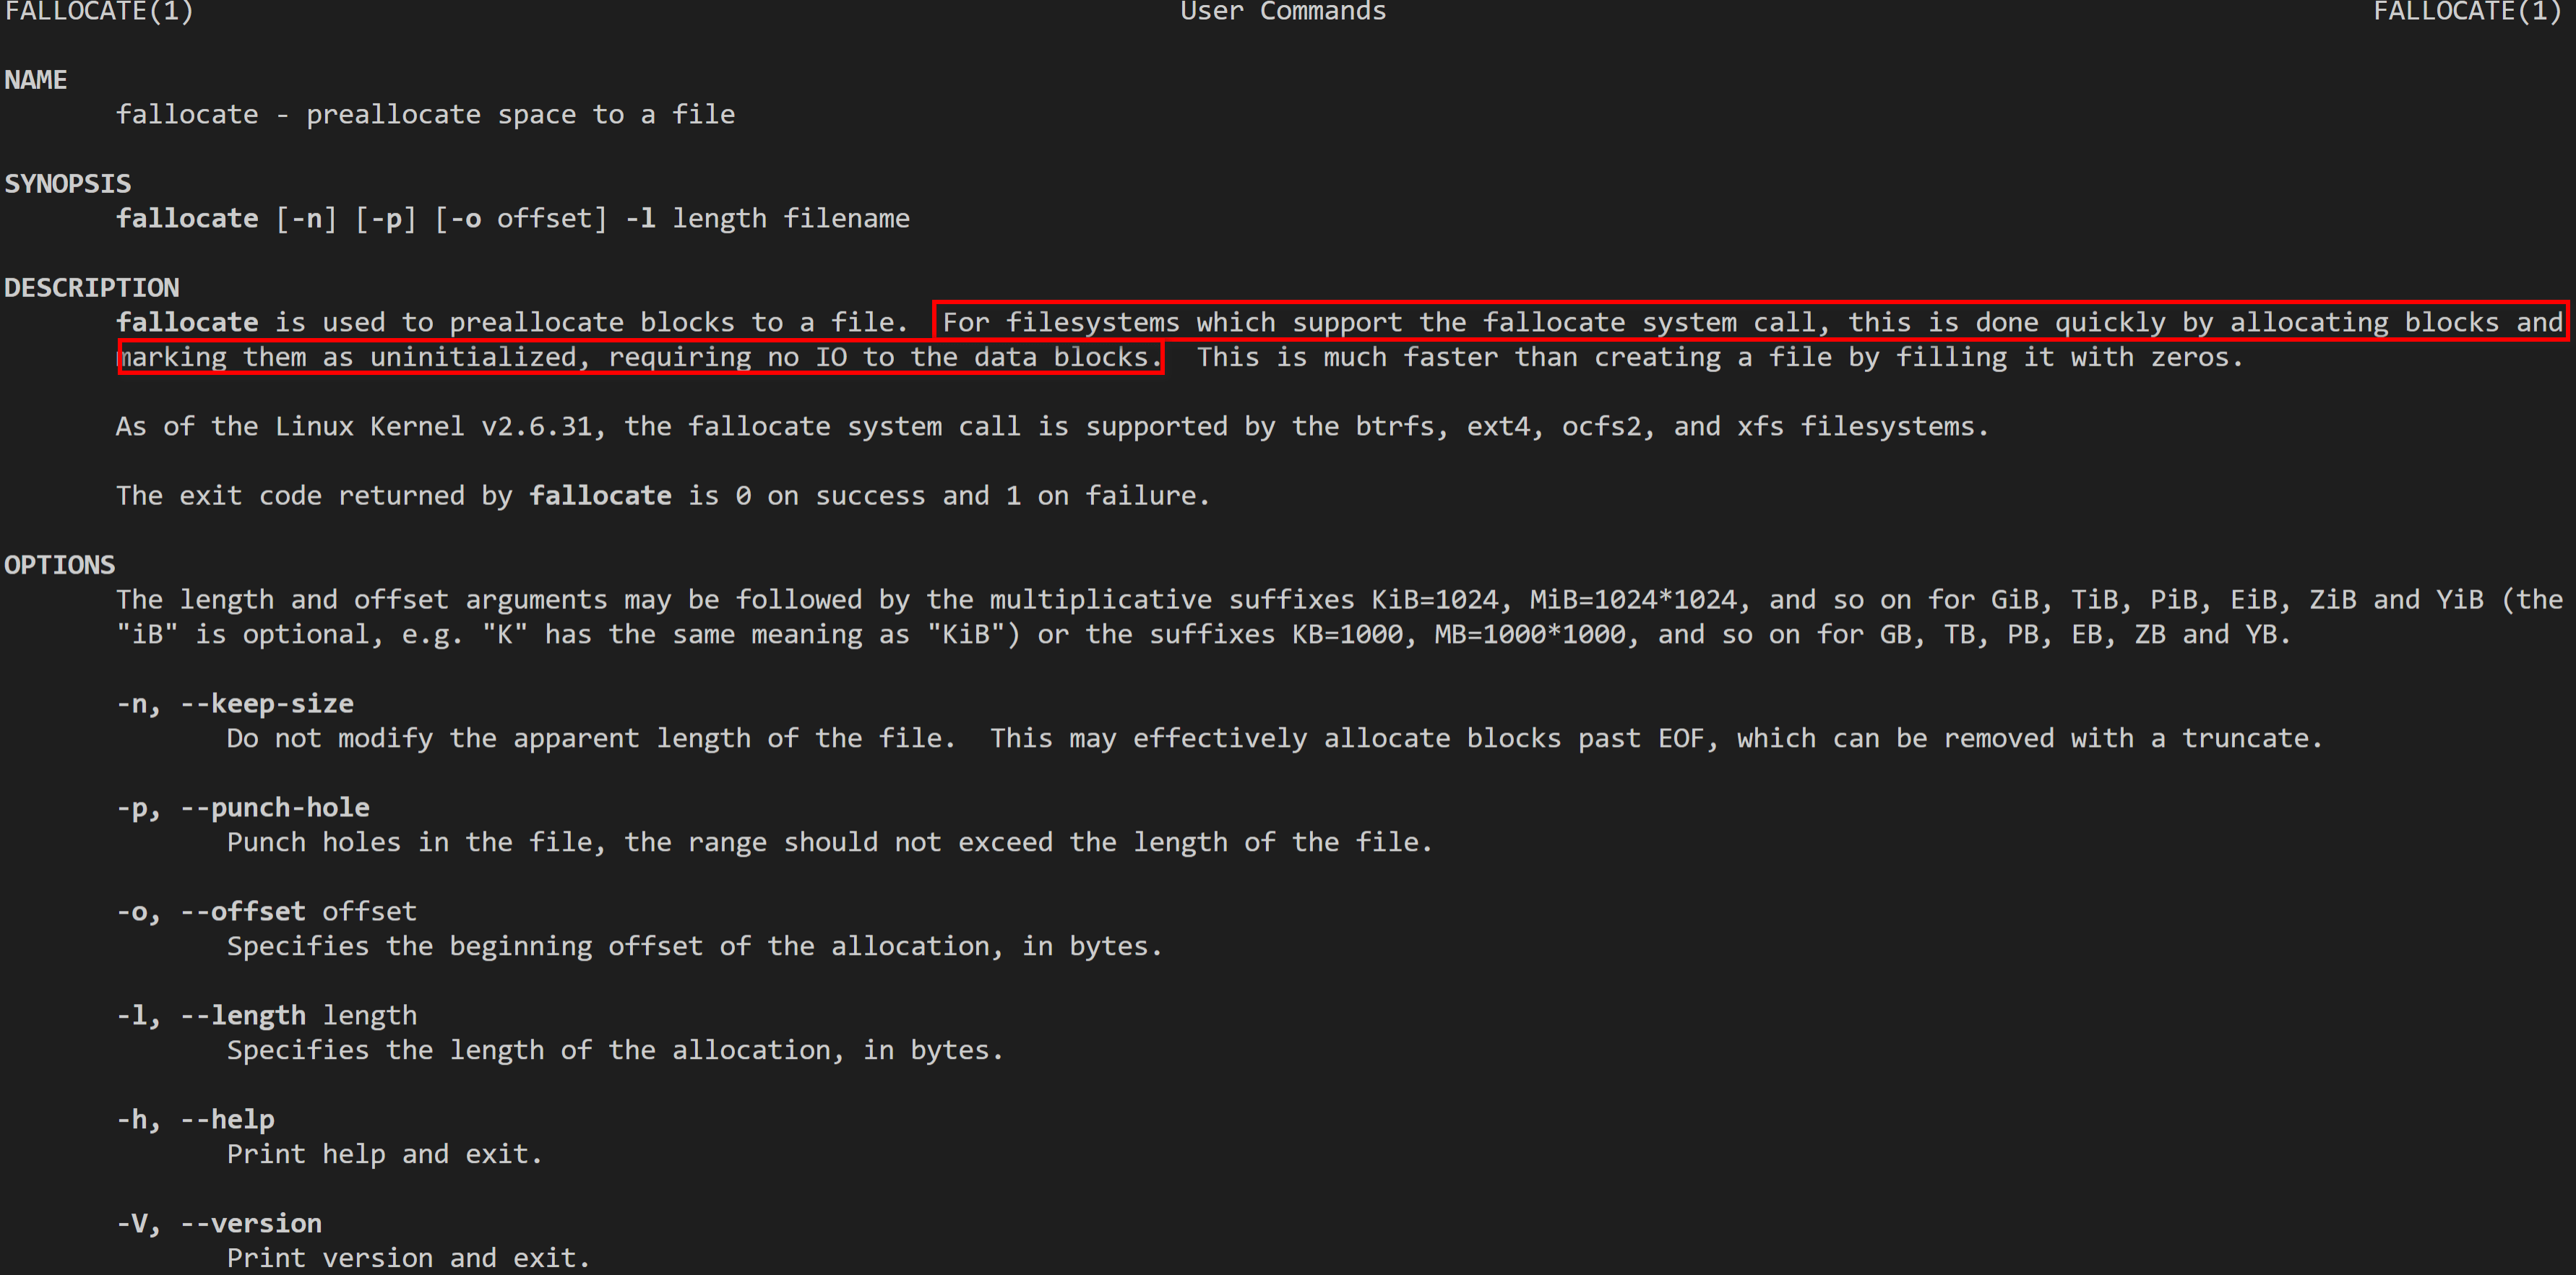 FALLOCATE(1) User Commands FALLOCATE(1)
NAME
fallocate - preallocate space to a file
SYNOPSIS
fallocate [-n] [-p] [-o offset] -l length filename
DESCRIPTION
fallocate is used to preallocate blocks to a file. For filesystems which support the fallocate system call, this is done quickly by allocating blocks and
marking them as uninitialized, requiring no IO to the data blocks. This is much faster than creating a file by filling it with zeros.
As of the Linux Kernel v2.6.31, the fallocate system call is supported by the btrfs, ext4, ocfs2, and xfs filesystems.
The exit code returned by fallocate is 0 on success and 1 on failure.
OPTIONS
The length and offset arguments may be followed by the multiplicative suffixes KiB=1024, MiB=1024*1024, and so on for GiB, TiB, PiB, EiB, ZiB and YiB (the
"iB" is optional, e.g. "K" has the same meaning as "KiB") or the suffixes KB=1000, MB=1000*1000, and so on for GB, TB, PB, EB, ZB and YB.
-n, --keep-size
Do not modify the apparent length of the file. This may effectively allocate blocks past EOF, which can be removed with a truncate.
-p, --punch-hole
Punch holes in the file, the range should not exceed the length of the file.
-o, --offset offset
Specifies the beginning offset of the allocation, in bytes.
-l, --length length
Specifies the length of the allocation, in bytes.
-h, --help
Print help and exit.
-V, --version
Print version and exit.